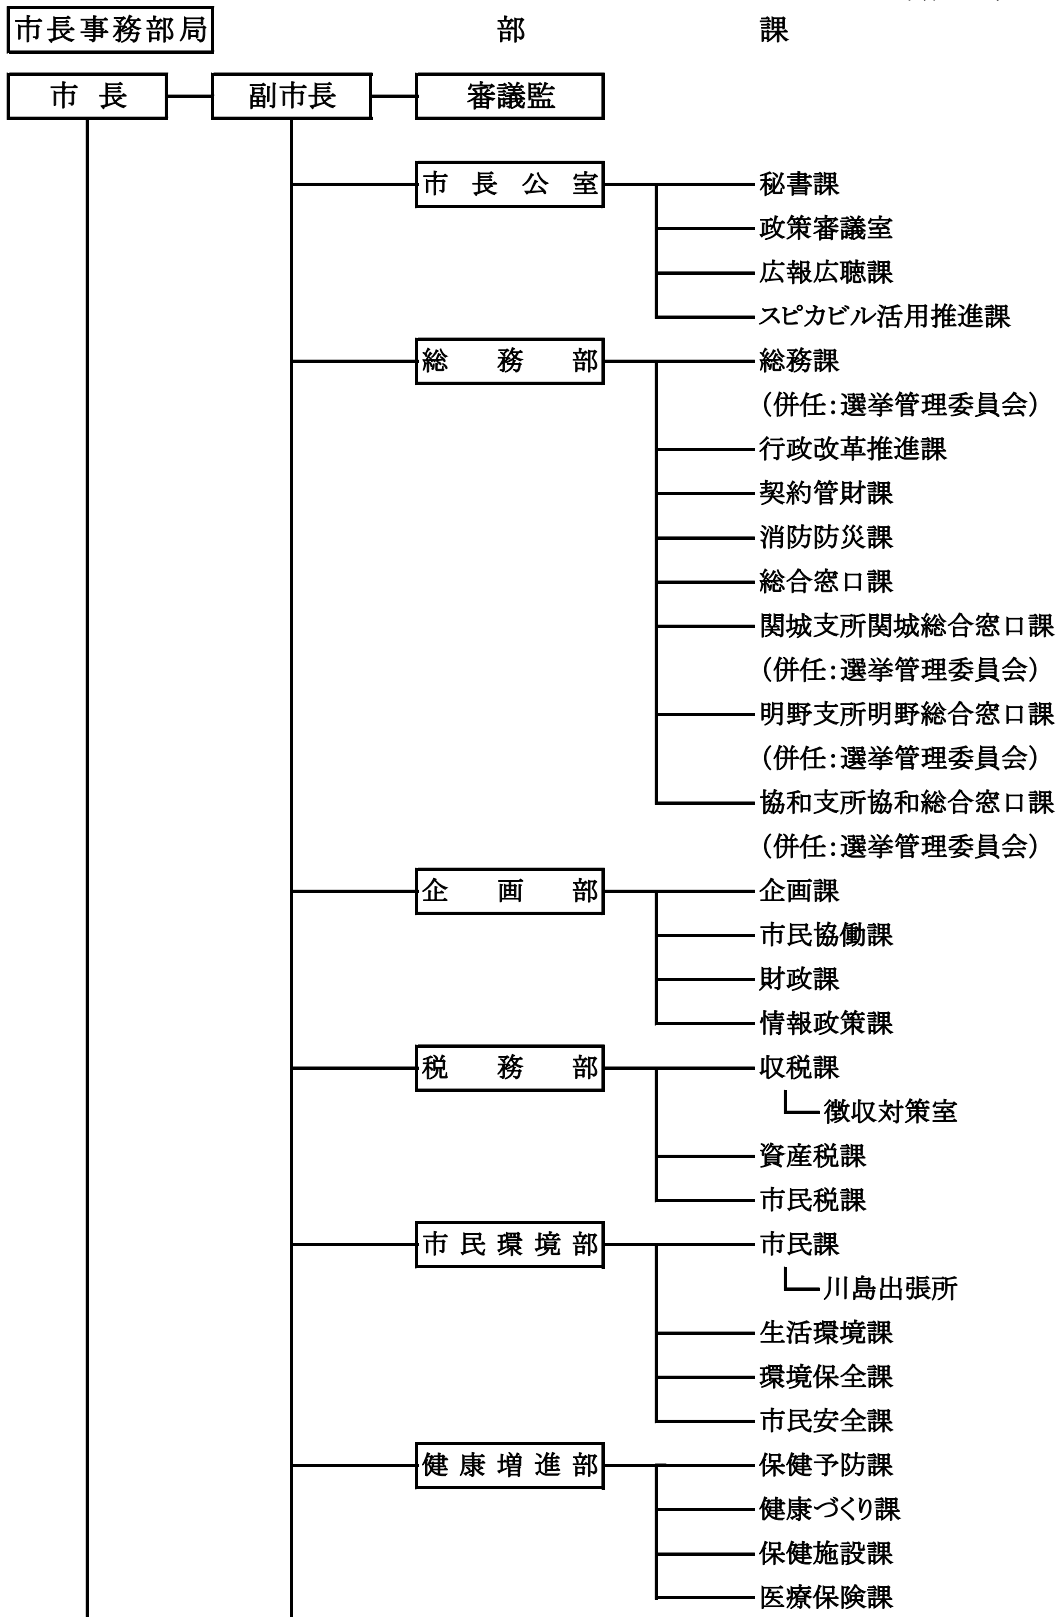 市長事務部局 部 課
市長 副市長 審議監
市長公室 秘書課
政策審議室
広報広聴課
スピカビル活用推進課
総務部 総務課
（併任：選挙管理委員会）
行政改革推進課
契約管財課
消防防災課
総合窓口課
関城支所関城総合窓口課
（併任：選挙管理委員会）
明野支所明野総合窓口課
（併任：選挙管理委員会）
協和支所協和総合窓口課
（併任：選挙管理委員会）
企画部 企画課
市民協働課
財政課
情報政策課
税務部 収税課
徴収対策室
資産税課
市民税課
市民環境部 市民課
川島出張所
生活環境課
環境保全課
市民安全課
健康増進部 保健予防課
健康づくり課
保健施設課
医療保険課